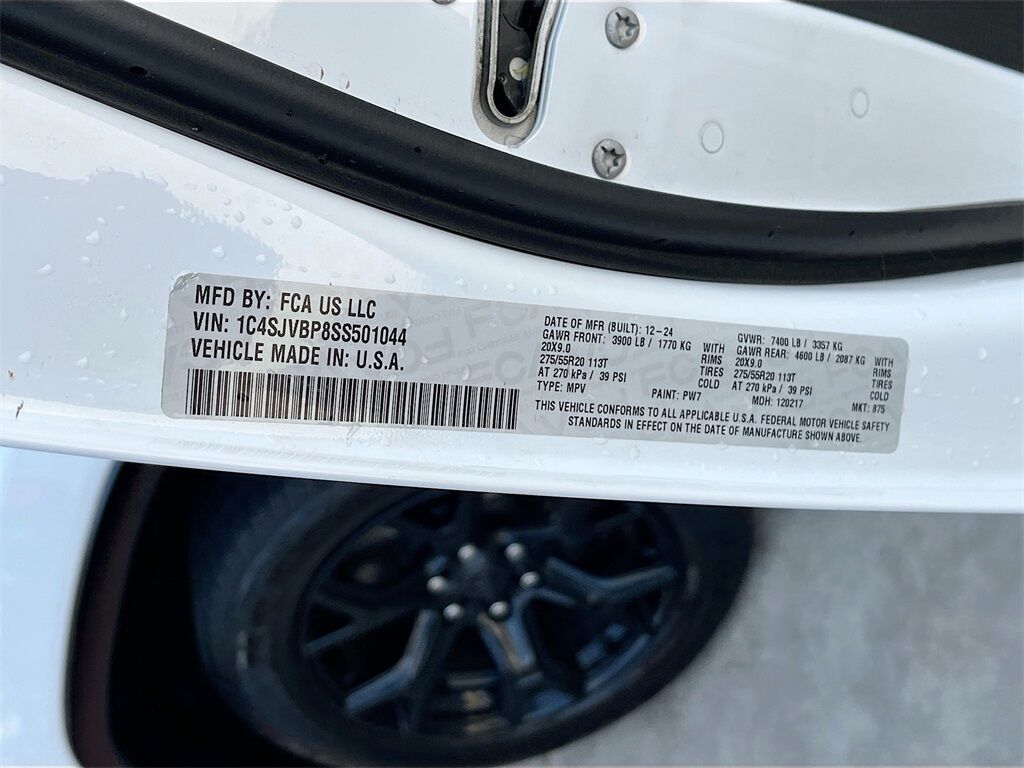 MFD BY: FCA US LLC
VIN: 1C4SJVBP8SS501044
VEHICLE MADE IN: U.S.A.
DATE OF MFR (BUILT): 12-24
GAWR FRONT: 3900 LB / 1770 KG WITH
20X9.0 RIMS
275/55R20 113T TIRES
AT 270 kPa / 39 PSI COLD
TYPE: MPV PAINT: PW7
GVWR: 7400 LB / 3357 KG
GAWR REAR: 4600 LB / 2087 KG WITH
20X9.0 RIMS
275/55R20 113T TIRES
AT 270 kPa / 39 PSI COLD
MDH: 120217 MKT: 975
THIS VEHICLE CONFORMS TO ALL APPLICABLE U.S.A. FEDERAL MOTOR VEHICLE SAFETY
STANDARDS IN EFFECT ON THE DATE OF MANUFACTURE SHOWN ABOVE.